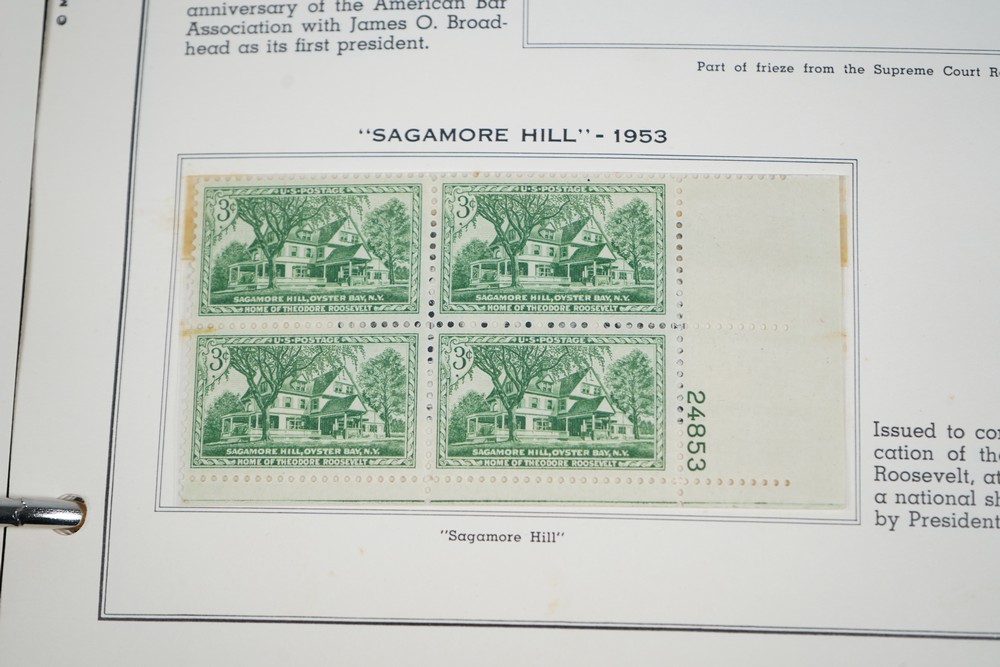 anniversary of the American Bar
Association with James O. Broad-
head as its first president.
Part of frieze from the Supreme Court
"SAGAMORE HILL" - 1953
U·S·POSTAGE
3¢
SAGAMORE HILL, OYSTER BAY, N.Y.
HOME OF THEODORE ROOSEVELT
U·S·POSTAGE
3¢
SAGAMORE HILL, OYSTER BAY, N.Y.
HOME OF THEODORE ROOSEVELT
U·S·POSTAGE
3¢
SAGAMORE HILL, OYSTER BAY, N.Y.
HOME OF THEODORE ROOSEVELT
U·S·POSTAGE
3¢
SAGAMORE HILL, OYSTER BAY, N.Y.
HOME OF THEODORE ROOSEVELT
24853
"Sagamore Hill"
Issued to
cation of
Roosevelt,
a national
by President